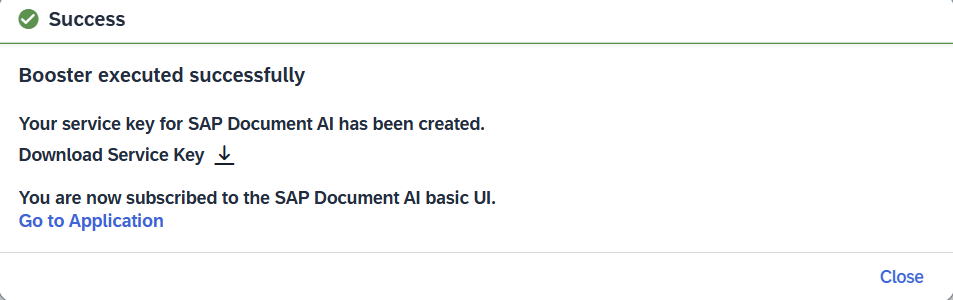 Success
Booster executed successfully
Your service key for SAP Document AI has been created.
Download Service Key
You are now subscribed to the SAP Document AI basic UI.
Go to Application
Close